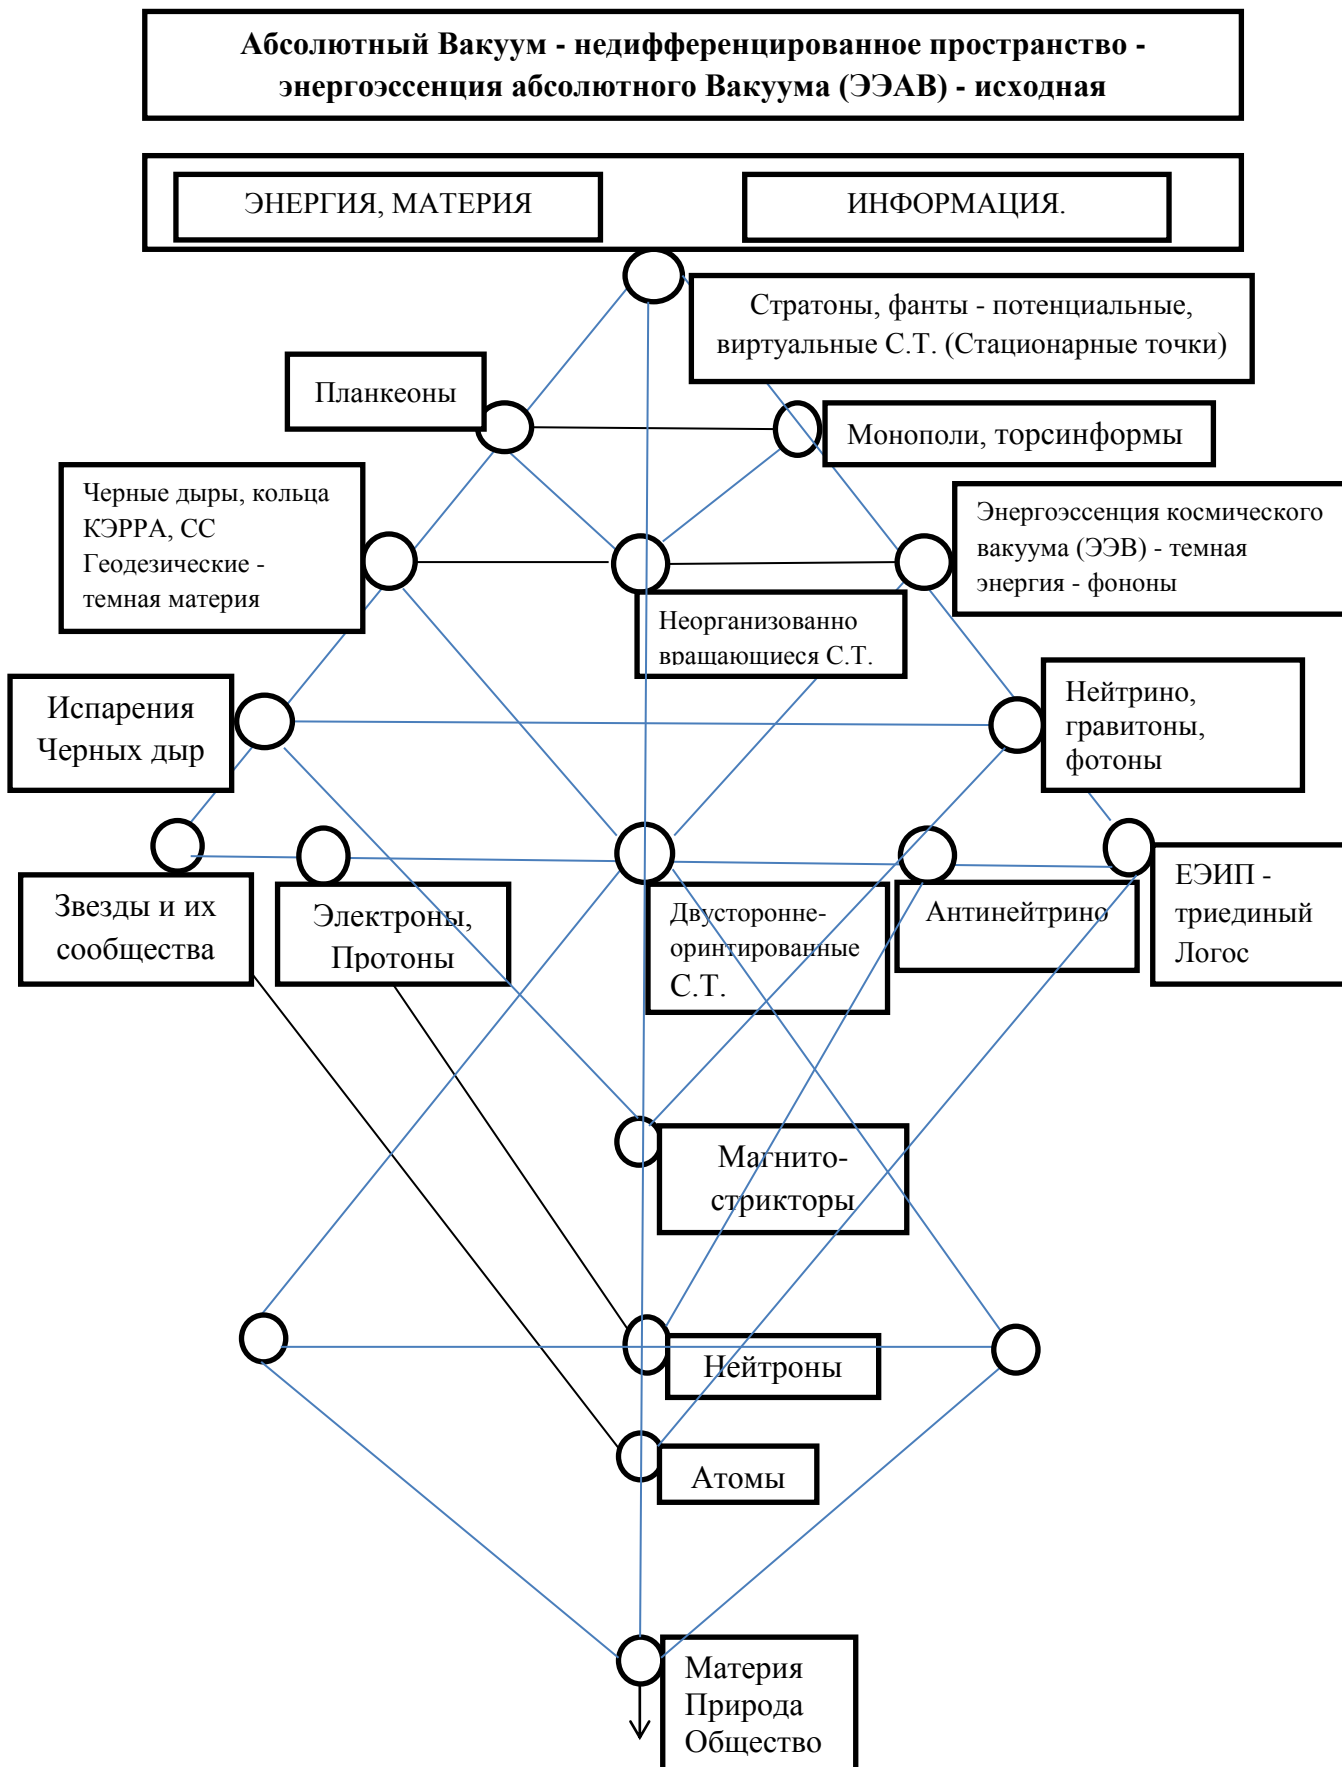 Абсолютный Вакуум - недифференцированное пространство -
энергоэссенция абсолютного Вакуума (ЭЭАВ) - исходная
ЭНЕРГИЯ, МАТЕРИЯ
ИНФОРМАЦИЯ.
Стратоны, фанты - потенциальные,
виртуальные С.Т. (Стационарные точки)
Планкеоны
Монополи, торсинформы
Черные дыры, кольца
КЭРРА, СС
Геодезические -
темная материя
Энергоэссенция космического
вакуума (ЭЭВ) - темная
энергия - фононы
Неорганизованно
вращающиеся С.Т.
Испарения
Черных дыр
Нейтрино,
гравитоны,
фотоны
Звезды и их
сообщества
Электроны,
Протоны
Двусторонне-
оринтированные
С.Т.
Антинейтрино
ЕЭИП -
триединый
Логос
Магнито-
стрикторы
Нейтроны
Атомы
Материя
Природа
Общество